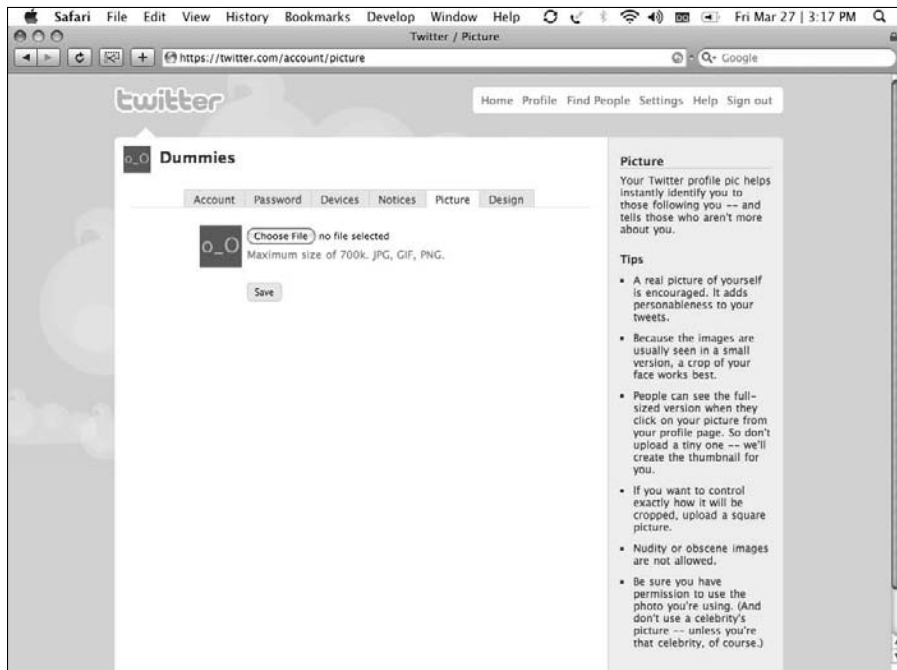 Safari File Edit View History Bookmarks Develop Window Help Fri Mar 27 | 3:17 PM
Twitter / Picture
https://twitter.com/account/picture
Google
twitter
Home Profile Find People Settings Help Sign out
o_O Dummies
Account Password Devices Notices Picture Design
o_O
Choose File no file selected
Maximum size of 700k. JPG, GIF, PNG.
Save
Picture
Your Twitter profile pic helps
instantly identify you to
those following you -- and
tells those who aren't more
about you.
Tips
• A real picture of yourself
is encouraged. It adds
personableness to your
tweets.
• Because the images are
usually seen in a small
version, a crop of your
face works best.
• People can see the full-
sized version when they
click on your picture from
your profile page. So don't
upload a tiny one -- we'll
create the thumbnail for
you.
• If you want to control
exactly how it will be
cropped, upload a square
picture.
• Nudity or obscene images
are not allowed.
• Be sure you have
permission to use the
photo you're using. (And
don't use a celebrity's
picture -- unless you're
that celebrity, of course.)